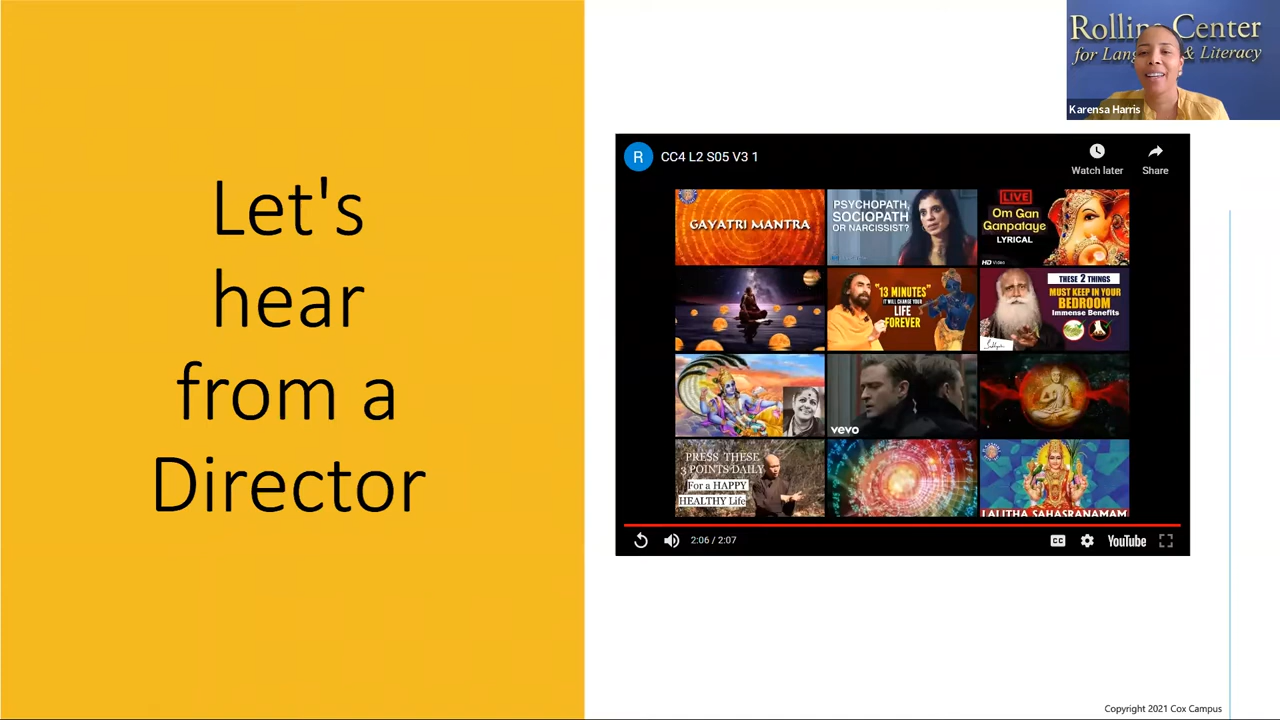 Let's
hear
from a
Director
Rollins Center
for Language & Literacy
Karensa Harris
R
CC4 L2 S05 V3 1
Watch later
Share
GAYATRI MANTRA
PSYCHOPATH,
SOCIOPATH
OR NARCISSIST?
LIVE
Om Gan
Ganpataye
LYRICAL
HD Video
"13 MINUTES"
IT WILL CHANGE YOUR
LIFE
FOREVER
THESE 2 THINGS
MUST KEEP IN YOUR
BEDROOM
Immense Benefits
vevo
PRESS THESE
3 POINTS DAILY
For a HAPPY
HEALTHY Life
LALITHA SAHASRANAMAM
2:06 / 2:07
CC
YouTube
Copyright 2021 Cox Campus